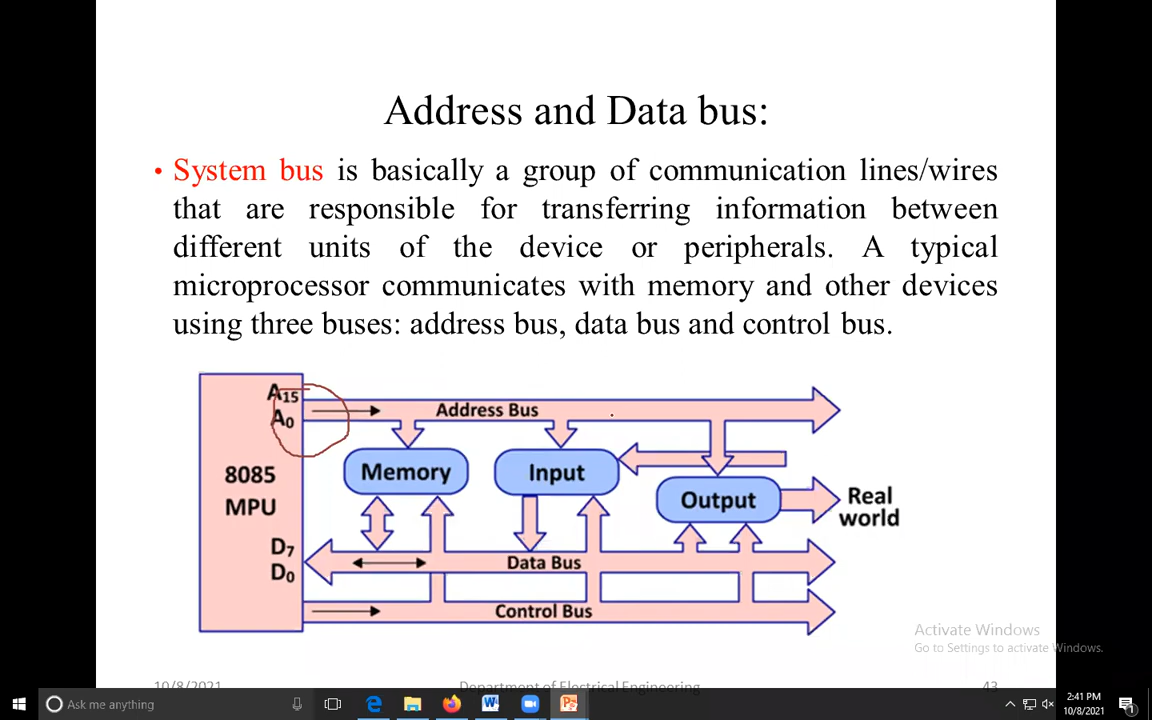 Address and Data bus:
• System bus is basically a group of communication lines/wires
that are responsible for transferring information between
different units of the device or peripherals. A typical
microprocessor communicates with memory and other devices
using three buses: address bus, data bus and control bus.
A15
A0
Address Bus
8085
MPU
Memory
Input
Output
Real
world
D7
D0
Data Bus
Control Bus
Activate Windows
Go to Settings to activate Windows.
10/8/2021
Department of Electrical Engineering
43
Ask me anything
2:41 PM
10/8/2021